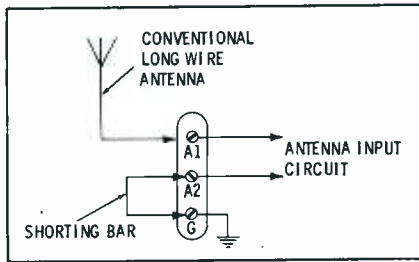 CONVENTIONAL
LONG WIRE
ANTENNA
A1
ANTENNA INPUT
CIRCUIT
A2
SHORTING BAR
G